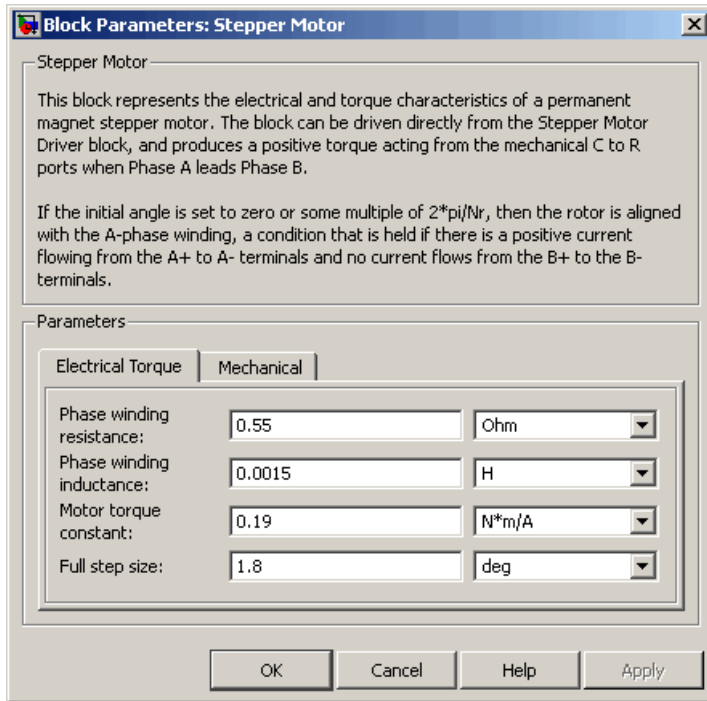 Block Parameters: Stepper Motor
Stepper Motor
This block represents the electrical and torque characteristics of a permanent
magnet stepper motor. The block can be driven directly from the Stepper Motor
Driver block, and produces a positive torque acting from the mechanical C to R
ports when Phase A leads Phase B.
If the initial angle is set to zero or some multiple of 2*pi/Nr, then the rotor is aligned
with the A-phase winding, a condition that is held if there is a positive current
flowing from the A+ to A- terminals and no current flows from the B+ to the B-
terminals.
Parameters
Electrical Torque Mechanical
Phase winding
resistance: 0.55 Ohm
Phase winding
inductance: 0.0015 H
Motor torque
constant: 0.19 N*m/A
Full step size: 1.8 deg
OK Cancel Help Apply